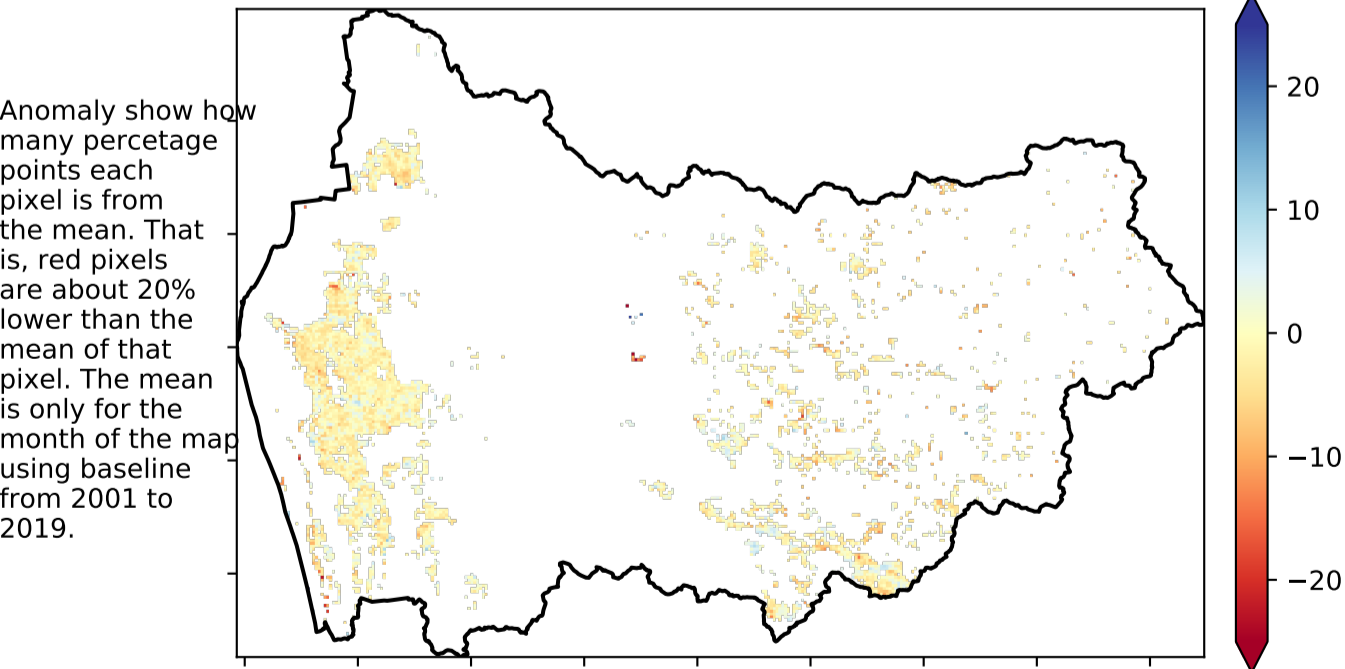 Anomaly show how
many percetage
points each
pixel is from
the mean. That
is, red pixels
are about 20%
lower than the
mean of that
pixel. The mean
is only for the
month of the map
using baseline
from 2001 to
2019.
20
10
0
−10
−20